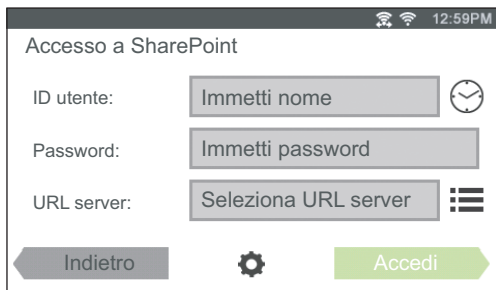 12:59PM
Accesso a SharePoint
ID utente: Immetti nome
Password: Immetti password
URL server: Seleziona URL server
Indietro Accedi